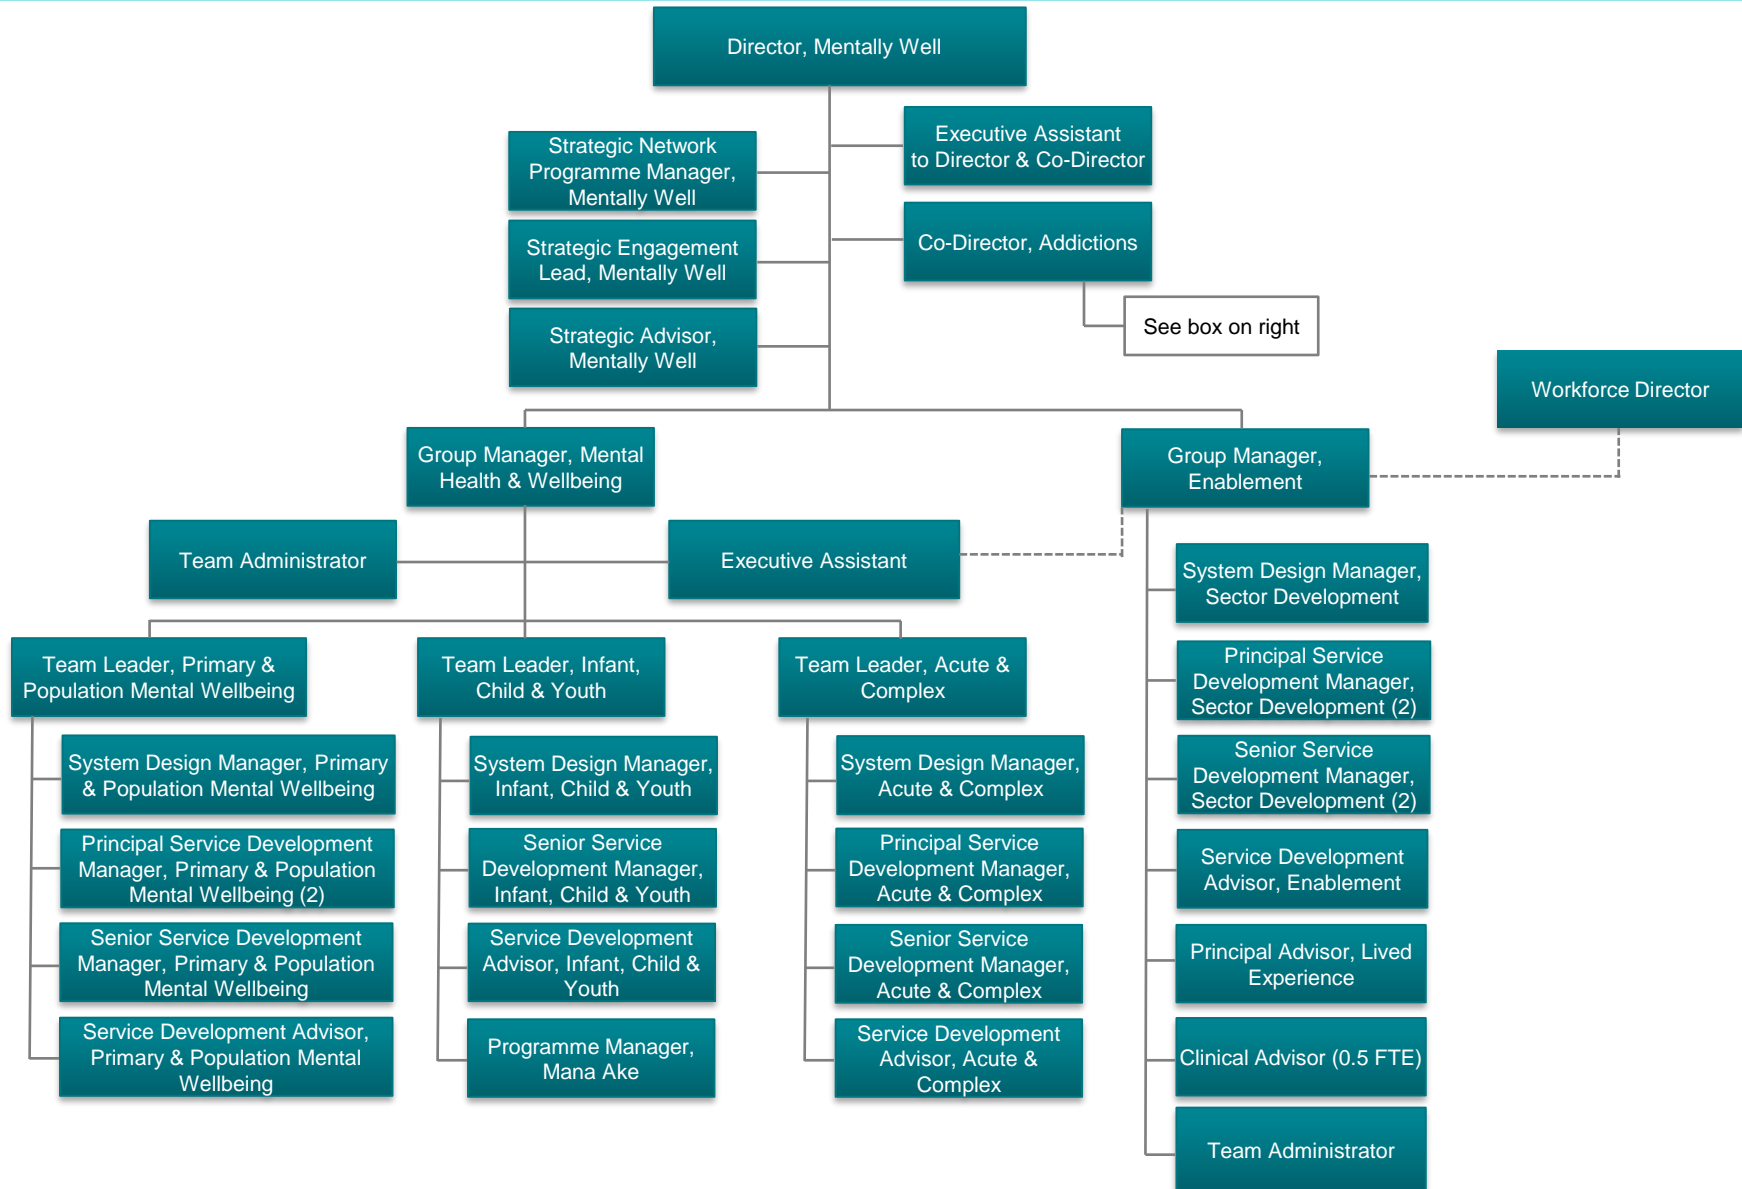 Director, Mentally Well
Executive Assistant
to Director & Co-Director
Strategic Network
Programme Manager,
Mentally Well
Co-Director, Addictions
Strategic Engagement
Lead, Mentally Well
See box on right
Strategic Advisor,
Mentally Well
Workforce Director
Group Manager, Mental
Health & Wellbeing
Group Manager,
Enablement
Team Administrator
Executive Assistant
Team Leader, Primary &
Population Mental Wellbeing
System Design Manager, Primary
& Population Mental Wellbeing
Principal Service Development
Manager, Primary & Population
Mental Wellbeing (2)
Senior Service Development
Manager, Primary & Population
Mental Wellbeing
Service Development Advisor,
Primary & Population Mental
Wellbeing
Team Leader, Infant,
Child & Youth
System Design Manager,
Infant, Child & Youth
Senior Service
Development Manager,
Infant, Child & Youth
Service Development
Advisor, Infant, Child &
Youth
Programme Manager,
Mana Ake
Team Leader, Acute &
Complex
System Design Manager,
Acute & Complex
Principal Service
Development Manager,
Acute & Complex
Senior Service
Development Manager,
Acute & Complex
Service Development
Advisor, Acute &
Complex
System Design Manager,
Sector Development
Principal Service
Development Manager,
Sector Development (2)
Senior Service
Development Manager,
Sector Development (2)
Service Development
Advisor, Enablement
Principal Advisor, Lived
Experience
Clinical Advisor (0.5 FTE)
Team Administrator